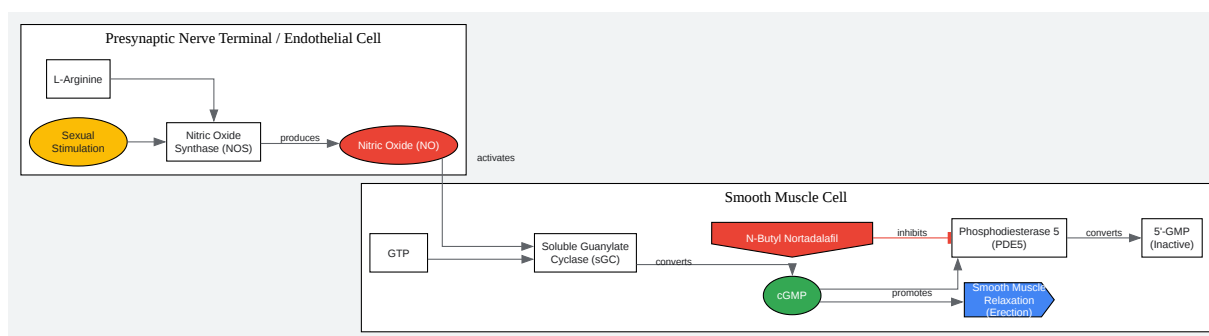 Presynaptic Nerve Terminal / Endothelial Cell
L-Arginine
Sexual
Stimulation
Nitric Oxide
Synthase (NOS)
produces
Nitric Oxide (NO)
activates
Smooth Muscle Cell
GTP
Soluble Guanylate
Cyclase (sGC)
converts
N-Butyl Nortadalafil
inhibits
Phosphodiesterase 5
(PDE5)
converts
5'-GMP
(Inactive)
cGMP
promotes
Smooth Muscle
Relaxation
(Erection)